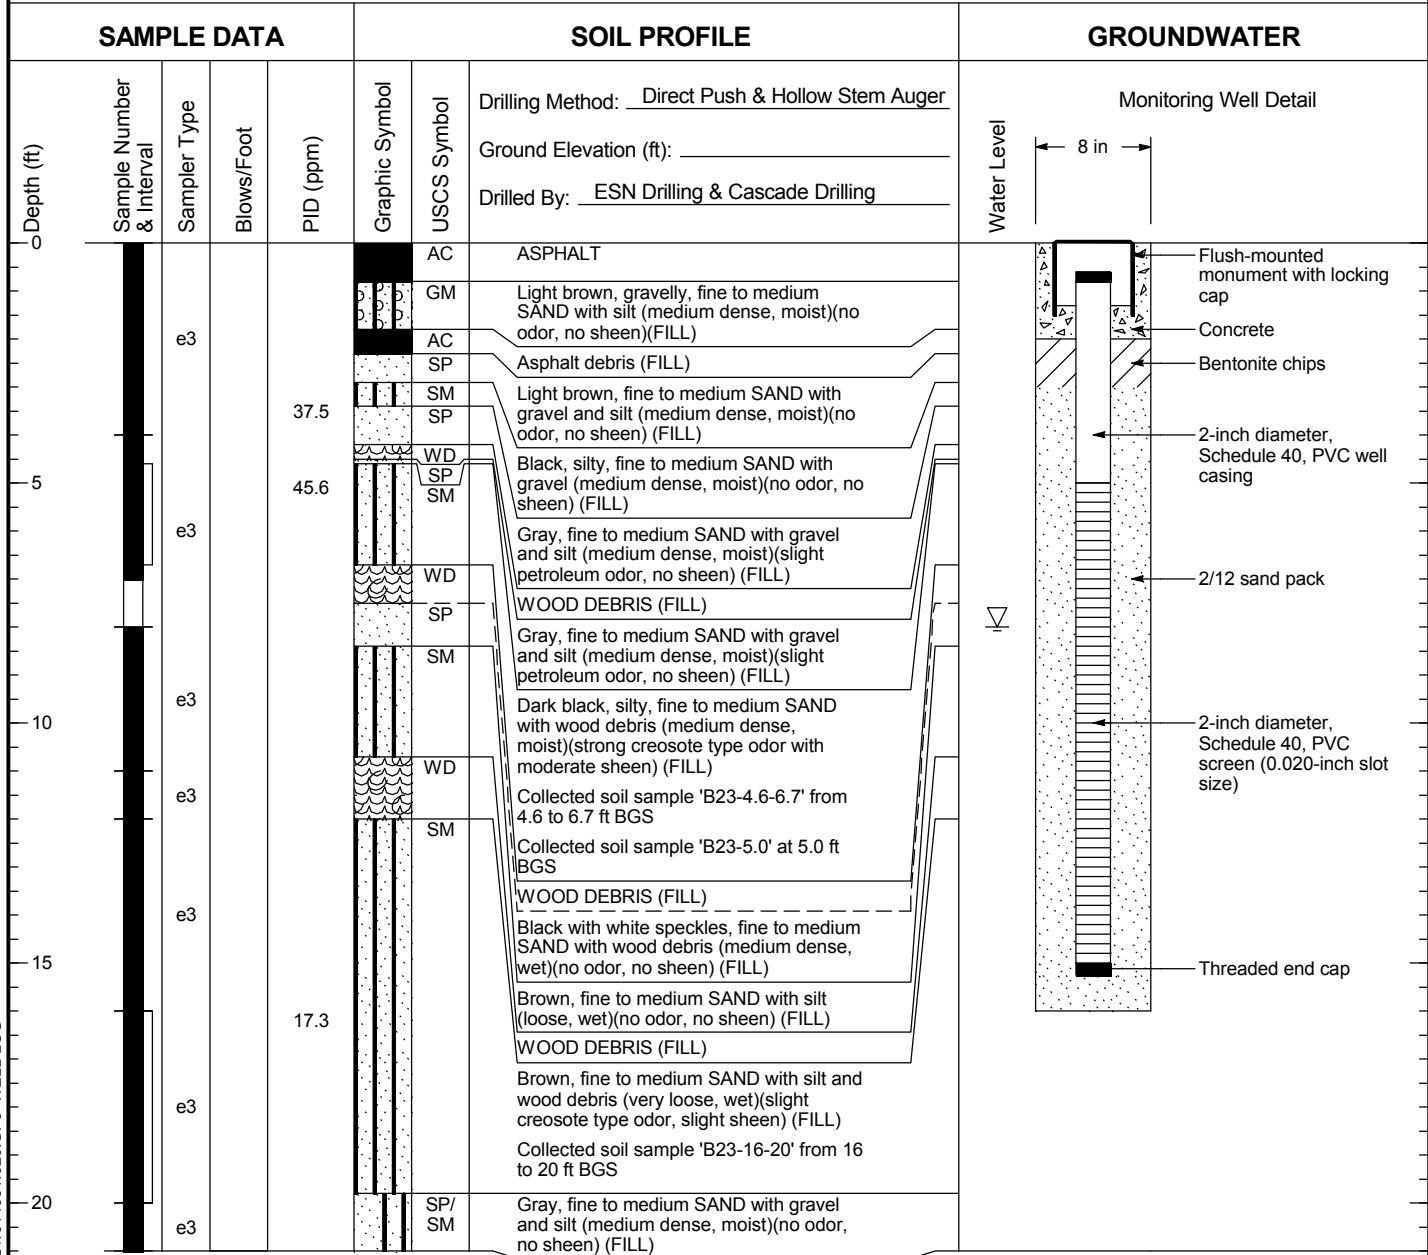 SAMPLE DATA
SOIL PROFILE
GROUNDWATER
Depth (ft)
Sample Number
& Interval
Sampler Type
Blows/Foot
PID (ppm)
Graphic Symbol
USCS Symbol
Drilling Method: Direct Push & Hollow Stem Auger
Ground Elevation (ft):
Drilled By: ESN Drilling & Cascade Drilling
Water Level
Monitoring Well Detail
8 in
0
5
10
15
20
e3
e3
e3
e3
e3
e3
e3
37.5
45.6
17.3
AC
GM
AC
SP
SM
SP
WD
SP
SM
WD
SP
SM
WD
SM
SP/
SM
ASPHALT
Light brown, gravelly, fine to medium
SAND with silt (medium dense, moist)(no
odor, no sheen)(FILL)
Asphalt debris (FILL)
Light brown, fine to medium SAND with
gravel and silt (medium dense, moist)(no
odor, no sheen) (FILL)
Black, silty, fine to medium SAND with
gravel (medium dense, moist)(no odor, no
sheen) (FILL)
Gray, fine to medium SAND with gravel
and silt (medium dense, moist)(slight
petroleum odor, no sheen) (FILL)
WOOD DEBRIS (FILL)
Gray, fine to medium SAND with gravel
and silt (medium dense, moist)(slight
petroleum odor, no sheen) (FILL)
Dark black, silty, fine to medium SAND
with wood debris (medium dense,
moist)(strong creosote type odor with
moderate sheen) (FILL)
Collected soil sample 'B23-4.6-6.7' from
4.6 to 6.7 ft BGS
Collected soil sample 'B23-5.0' at 5.0 ft
BGS
WOOD DEBRIS (FILL)
Black with white speckles, fine to medium
SAND with wood debris (medium dense,
wet)(no odor, no sheen) (FILL)
Brown, fine to medium SAND with silt
(loose, wet)(no odor, no sheen) (FILL)
WOOD DEBRIS (FILL)
Brown, fine to medium SAND with silt and
wood debris (very loose, wet)(slight
creosote type odor, slight sheen) (FILL)
Collected soil sample 'B23-16-20' from 16
to 20 ft BGS
Gray, fine to medium SAND with gravel
and silt (medium dense, moist)(no odor,
no sheen) (FILL)
Flush-mounted
monument with locking
cap
Concrete
Bentonite chips
2-inch diameter,
Schedule 40, PVC well
casing
2/12 sand pack
2-inch diameter,
Schedule 40, PVC
screen (0.020-inch slot
size)
Threaded end cap